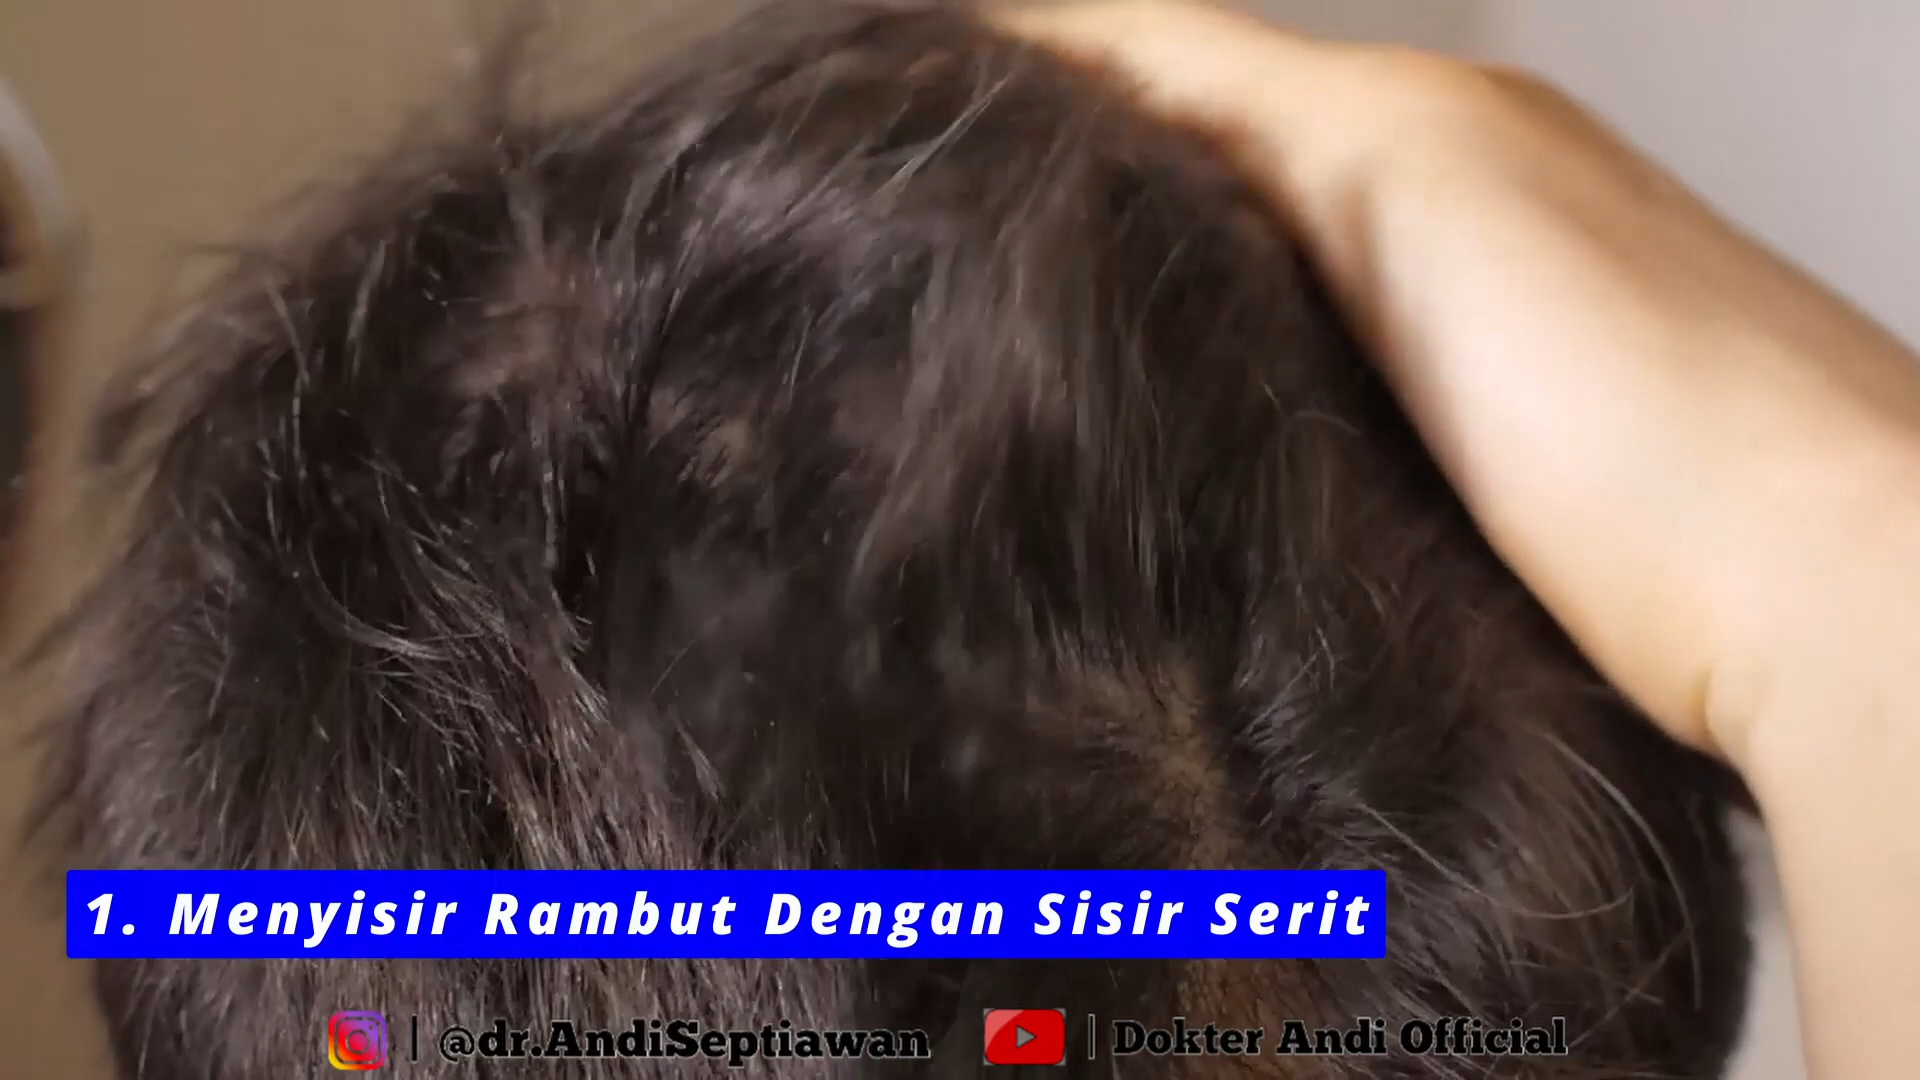 1. Menyisir Rambut Dengan Sisir Serit
| @dr.AndiSeptiawan | Dokter Andi Official